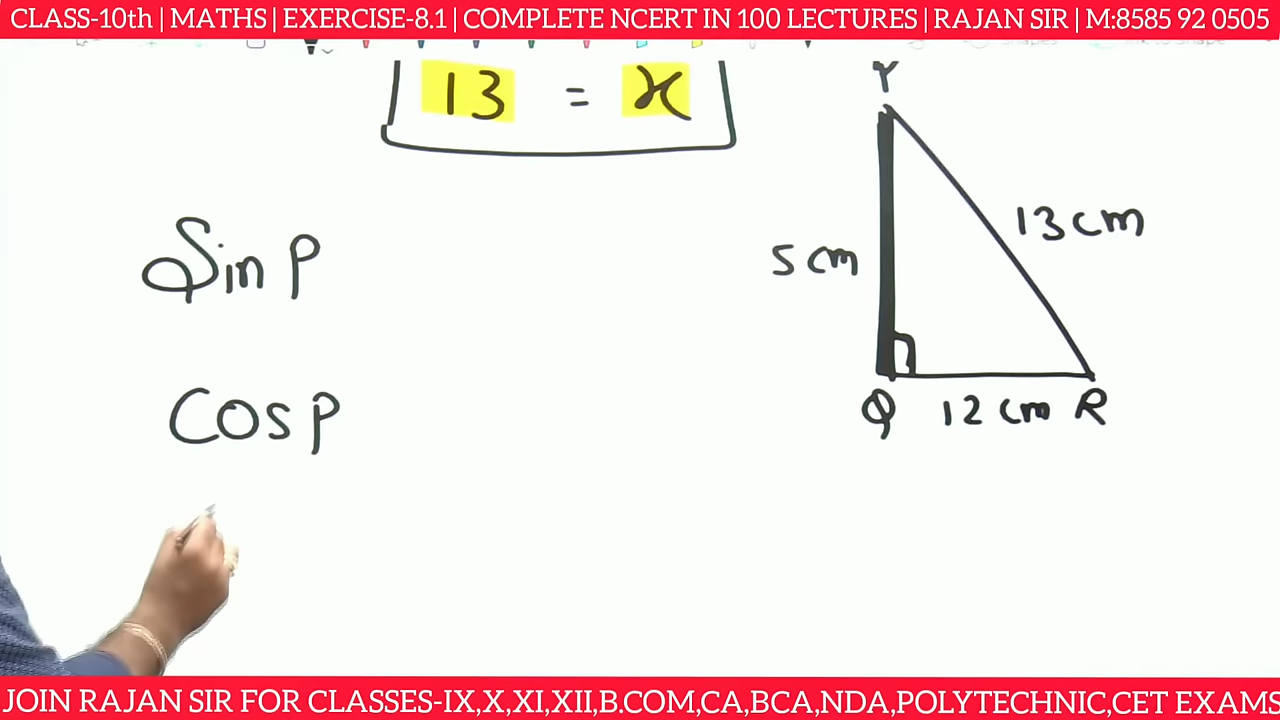 CLASS-10th | MATHS | EXERCISE-8.1 | COMPLETE NCERT IN 100 LECTURES | RAJAN SIR | M:8585 92 0505
13 = x
13 cm
5 cm
Sin P
Q 12 cm R
Cos P
JOIN RAJAN SIR FOR CLASSES-IX,X,XI,XII,B.COM,CA,BCA,NDA,POLYTECHNIC,CET EXAMS